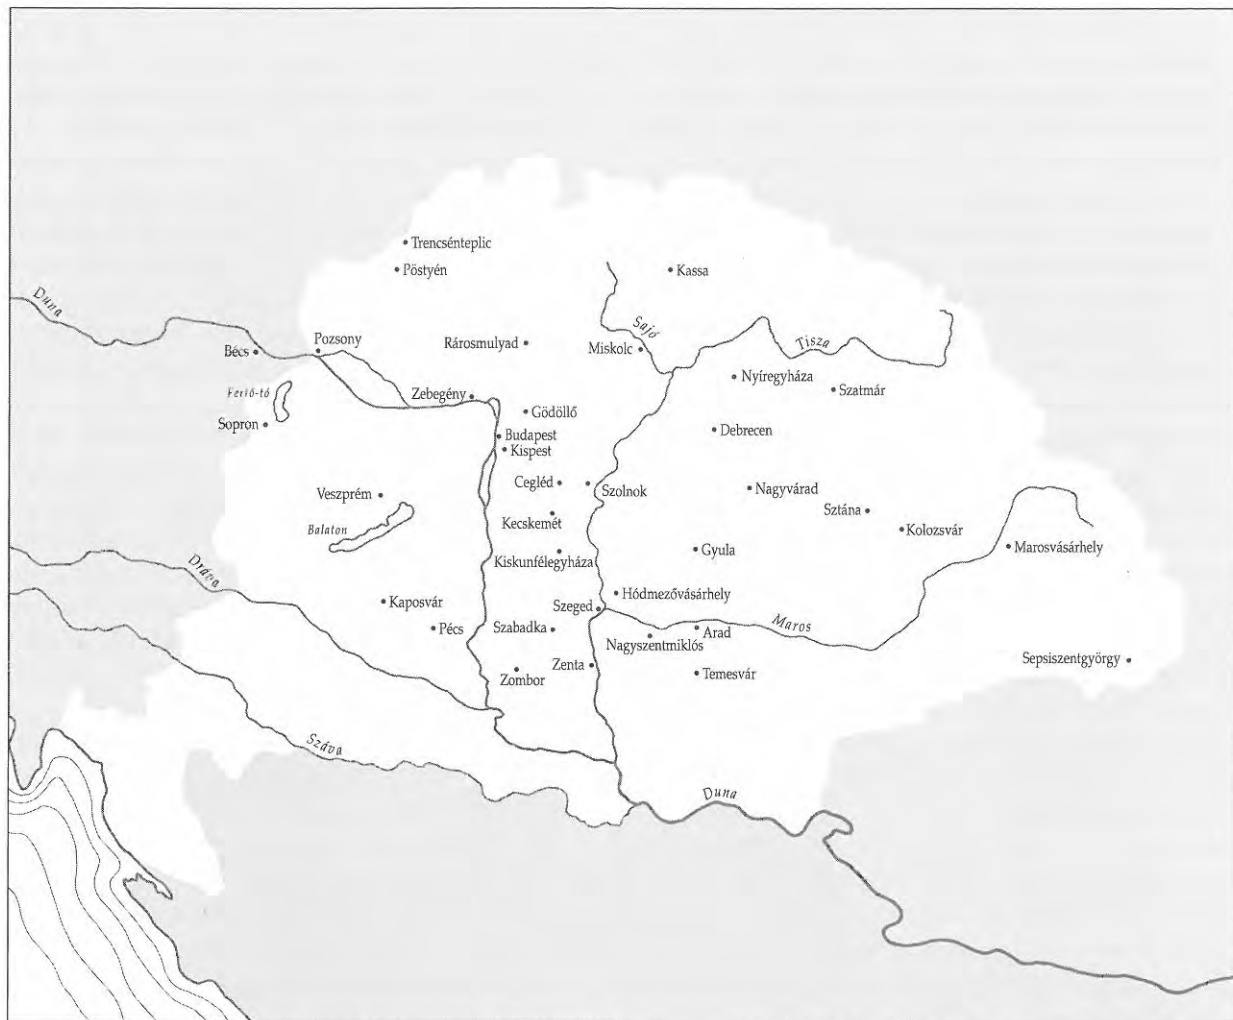 Trencsénteplic
Pöstyén
Kassa
Duna
Sajó
Pozsony
Rárosmulyad
Miskolc
Tisza
Bécs
Nyíregyháza
Szatmár
Fertő-tó
Zebegény
Gödöllő
Sopron
Budapest
Debrecen
Kispest
Cegléd
Szolnok
Nagyvárad
Veszprém
Sztána
Balaton
Kecskemét
Kolozsvár
Marosvásárhely
Kiskunfélegyháza
Gyula
Dráva
Hódmezővásárhely
Kaposvár
Szeged
Pécs
Szabadka
Arad
Maros
Nagyszentmiklós
Zenta
Sepsiszentgyörgy
Zombor
Temesvár
Száva
Duna